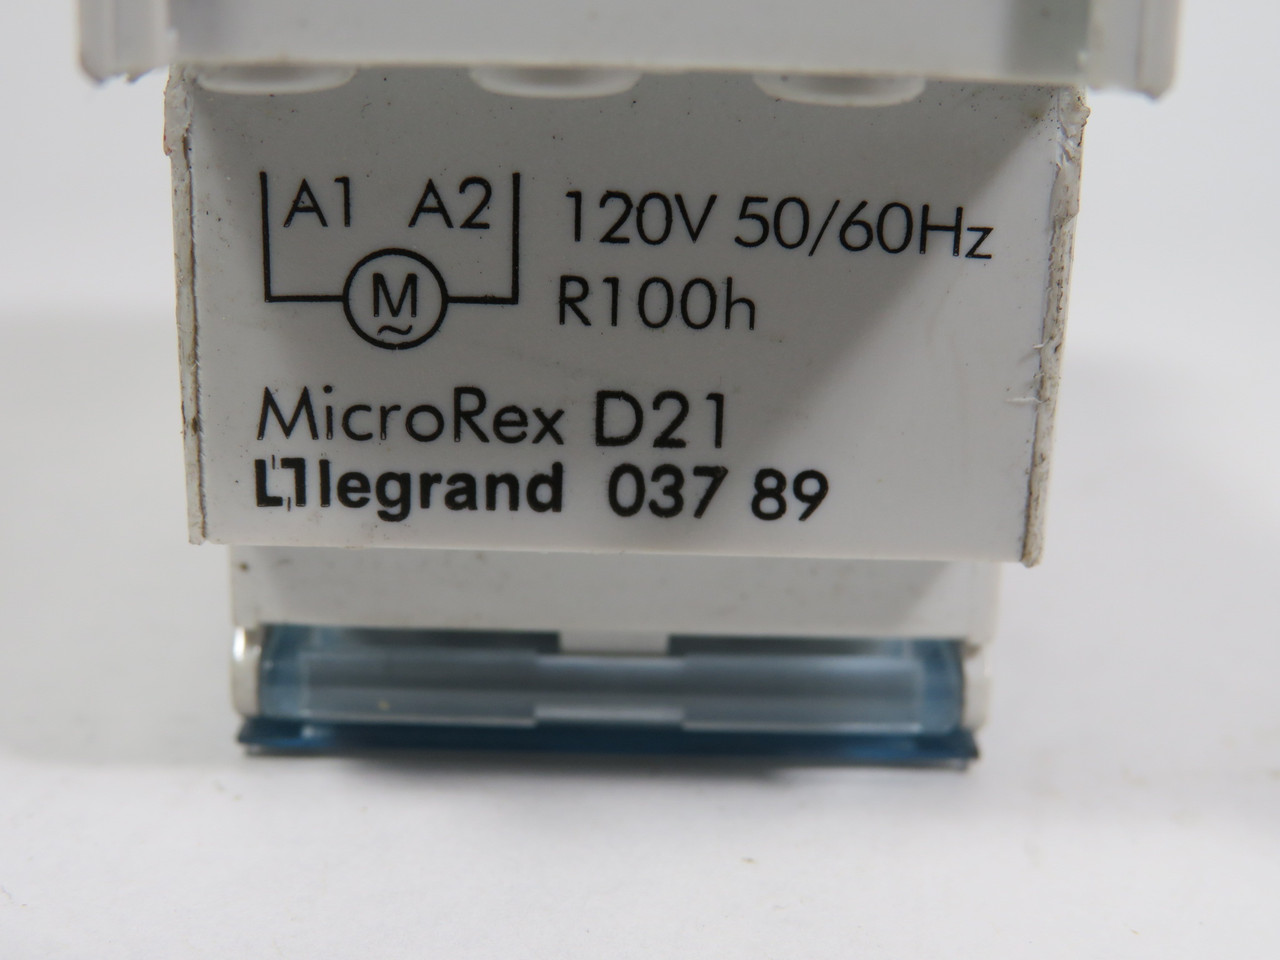 A1 A2
120V 50/60Hz
M
~
R100h
MicroRex D21
legrand 037 89